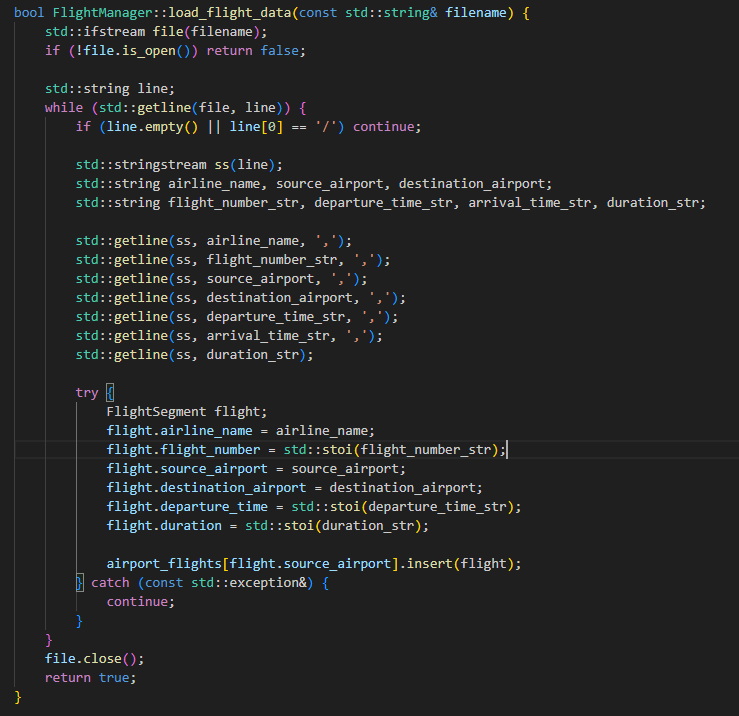 bool FlightManager::load_flight_data(const std::string& filename) {
    std::ifstream file(filename);
    if (!file.is_open()) return false;

    std::string line;
    while (std::getline(file, line)) {
        if (line.empty() || line[0] == '/') continue;

        std::stringstream ss(line);
        std::string airline_name, source_airport, destination_airport;
        std::string flight_number_str, departure_time_str, arrival_time_str, duration_str;

        std::getline(ss, airline_name, ',');
        std::getline(ss, flight_number_str, ',');
        std::getline(ss, source_airport, ',');
        std::getline(ss, destination_airport, ',');
        std::getline(ss, departure_time_str, ',');
        std::getline(ss, arrival_time_str, ',');
        std::getline(ss, duration_str);

        try {
            FlightSegment flight;
            flight.airline_name = airline_name;
            flight.flight_number = std::stoi(flight_number_str);
            flight.source_airport = source_airport;
            flight.destination_airport = destination_airport;
            flight.departure_time = std::stoi(departure_time_str);
            flight.duration = std::stoi(duration_str);

            airport_flights[flight.source_airport].insert(flight);
        } catch (const std::exception&) {
            continue;
        }
    }
    file.close();
    return true;
}